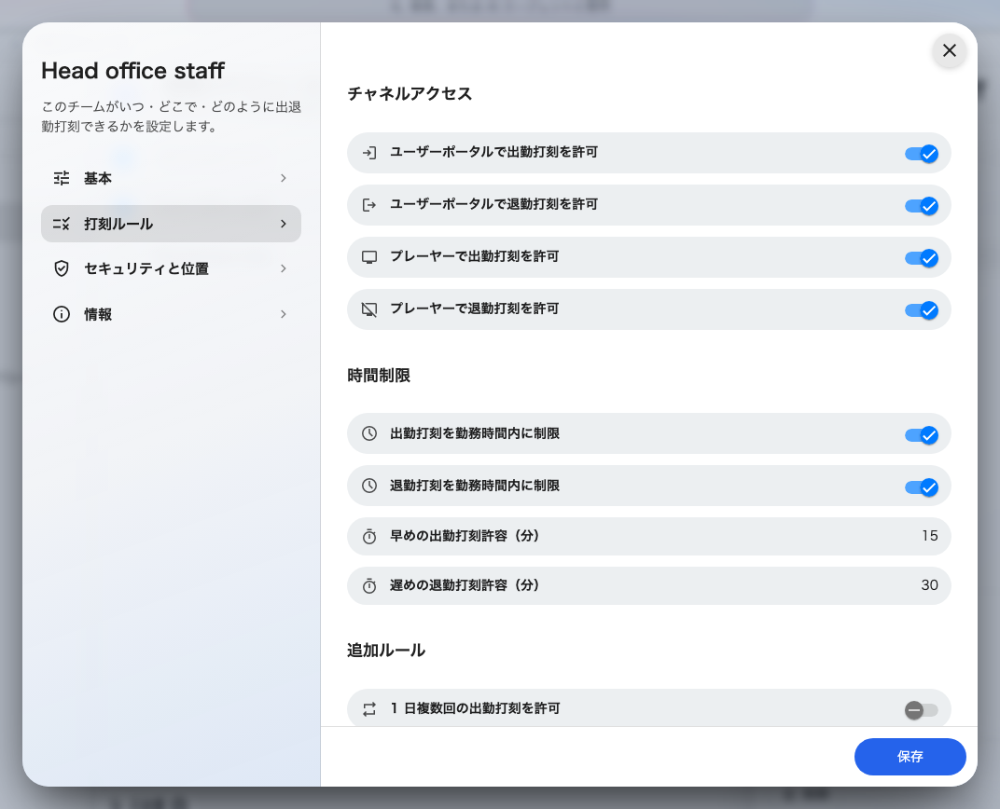 Head office staff
このチームがいつ・どこで・どのように出退
勤打刻できるかを設定します。
基本
打刻ルール
セキュリティと位置
情報
チャネルアクセス
ユーザーポータルで出勤打刻を許可
ユーザーポータルで退勤打刻を許可
プレーヤーで出勤打刻を許可
プレーヤーで退勤打刻を許可
時間制限
出勤打刻を勤務時間内に制限
退勤打刻を勤務時間内に制限
早めの出勤打刻許容（分） 15
遅めの退勤打刻許容（分） 30
追加ルール
1 日複数回の出勤打刻を許可
保存